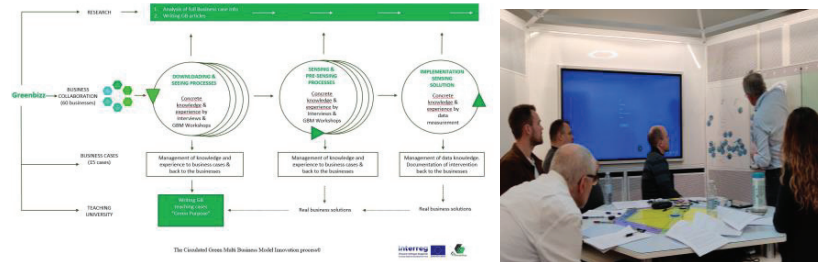 RESEARCH
1. Analysis of full Business case info
2. Writing GB articles
Greenbizz
BUSINESS
COLLABORATION
(60 businesses)
DOWNLOADING &
SEEING PROCESSES
Concrete
knowledge &
experience by
interviews &
GBM Workshops
SENSING &
PRE-SENSING
PROCESSES
Concrete
knowledge &
experience by
Interviews &
GBM Workshops
IMPLEMENTATION
SENSING
SOLUTION
Concrete
knowledge &
experience by
data
measurement
BUSINESS CASES
(15 cases)
Management of knowledge and
experience to business cases &
back to the businesses
Management of knowledge and
experience to business cases &
back to the businesses
Management of data knowledge.
Documentation of intervention
back to the businesses
TEACHING
UNIVERSITY
Writing GB
teaching cases
"Green Purpose"
Real business solutions
Real business solutions
The Circulated Green Multi Business Model Innovation process©
Interreg